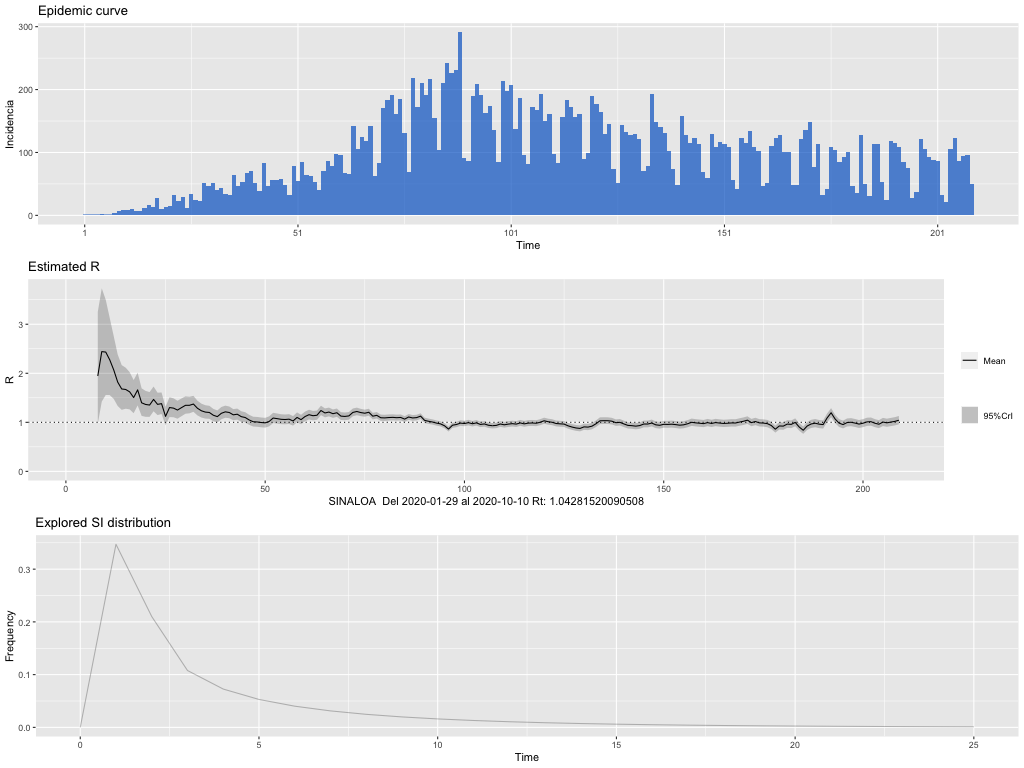 Epidemic curve
300
200
100
0
Incidencia
1
51
101
151
201
Time
Estimated R
3
2
1
0
R
0
50
100
150
200
SINALOA Del 2020-01-29 al 2020-10-10 Rt: 1.04281520090508
Mean
95%CrI
Explored SI distribution
0.3
0.2
0.1
0.0
Frequency
0
5
10
15
20
25
Time